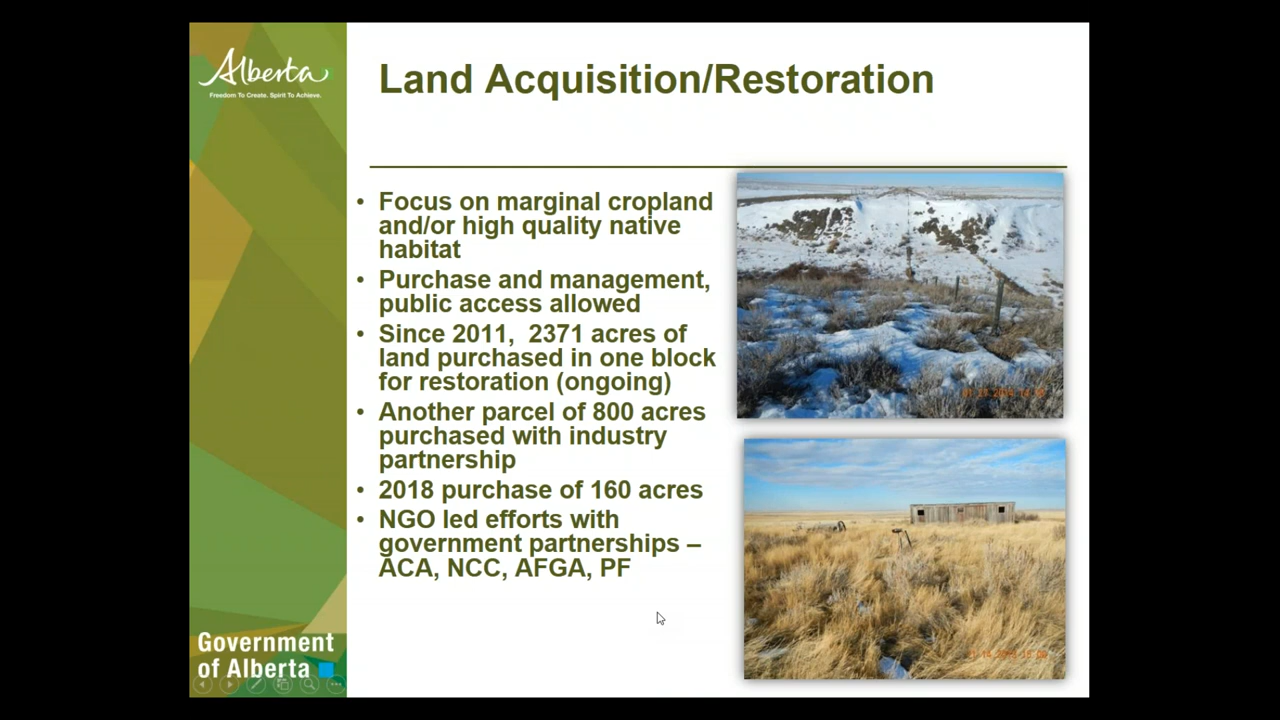 Alberta
Freedom To Create. Spirit To Achieve.
Land Acquisition/Restoration
• Focus on marginal cropland
and/or high quality native
habitat
• Purchase and management,
public access allowed
• Since 2011, 2371 acres of
land purchased in one block
for restoration (ongoing)
• Another parcel of 800 acres
purchased with industry
partnership
• 2018 purchase of 160 acres
• NGO led efforts with
government partnerships –
ACA, NCC, AFGA, PF
Government
of Alberta